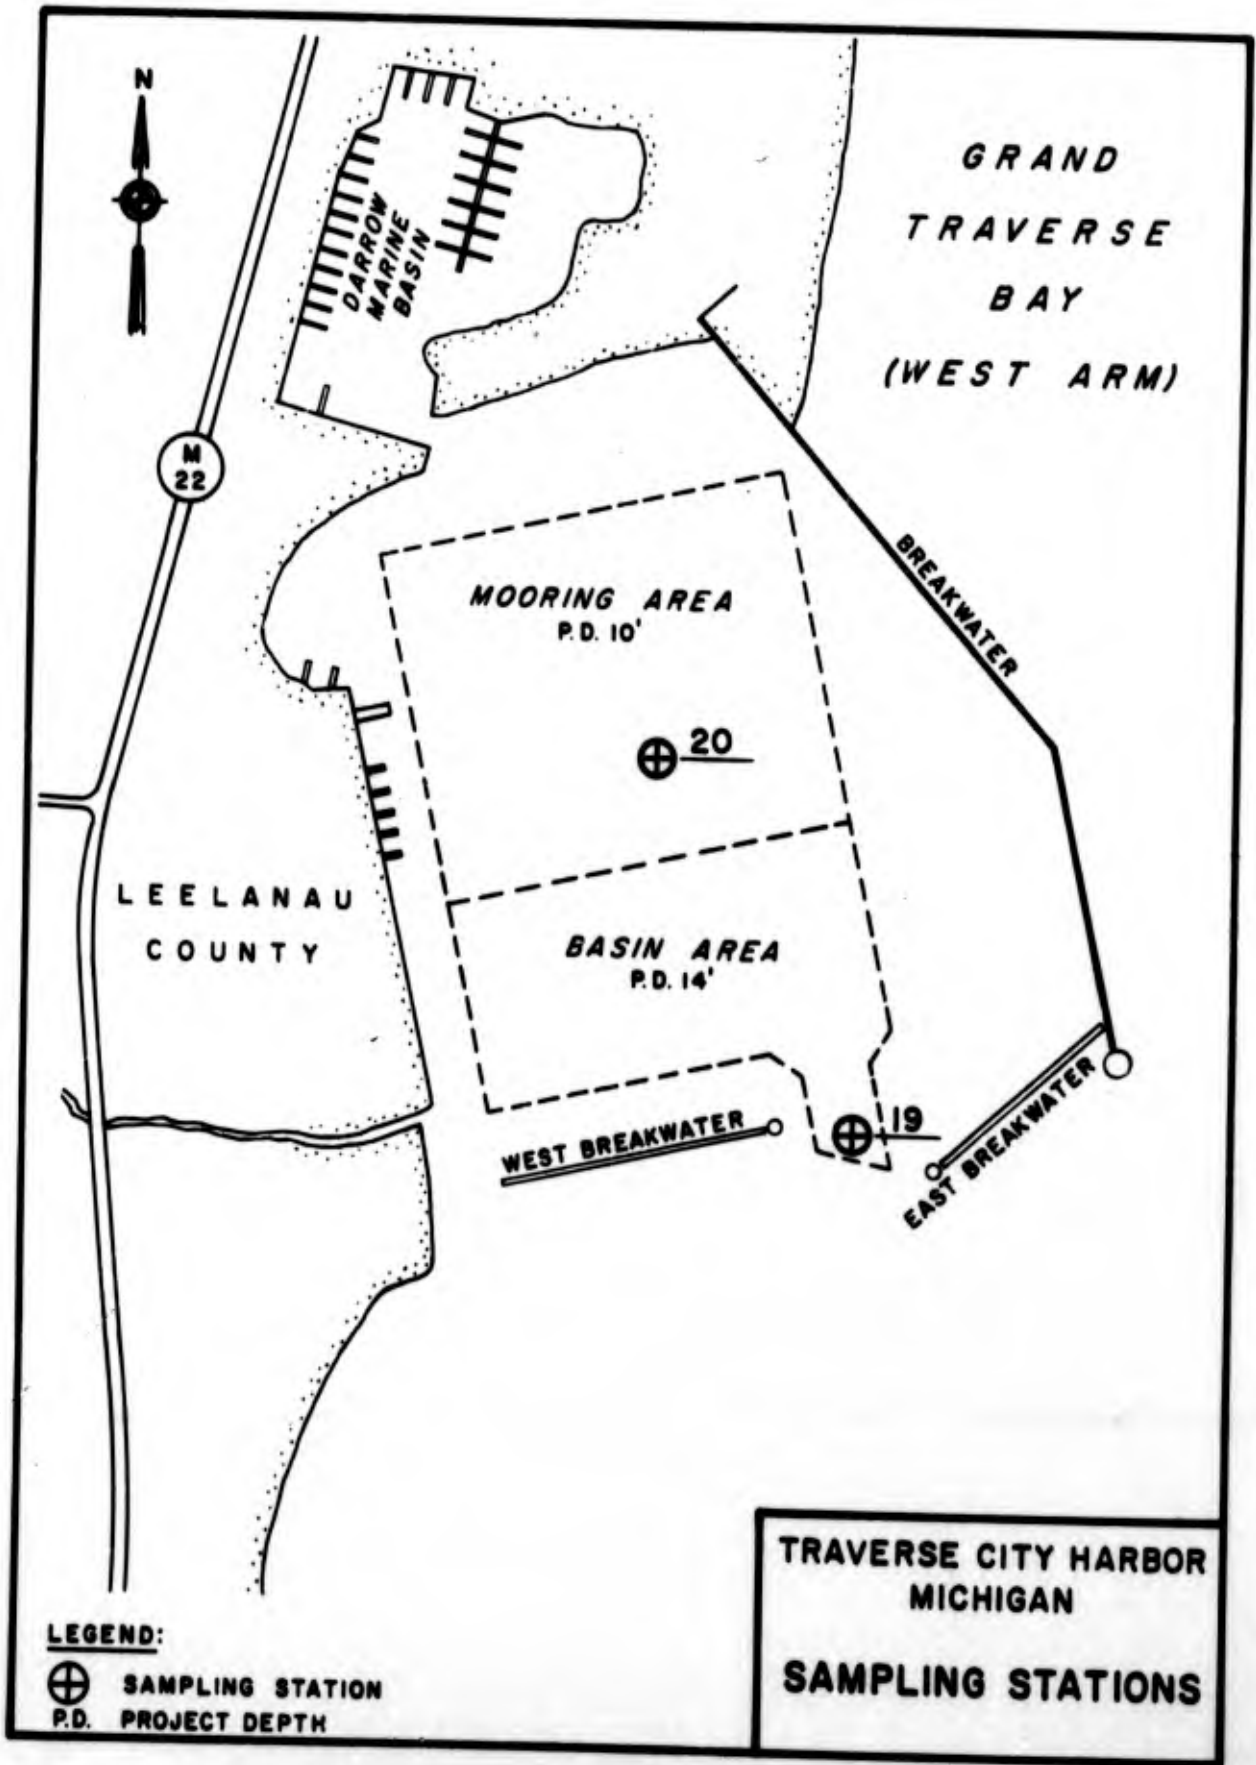 N
GRAND
TRAVERSE
BAY
(WEST ARM)
DARROW
MARINE
BASIN
M
22
BREAKWATER
MOORING AREA
P.D. 10'
20
LEELANAU
COUNTY
BASIN AREA
P.D. 14'
WEST BREAKWATER
19
EAST BREAKWATER
TRAVERSE CITY HARBOR
MICHIGAN
SAMPLING STATIONS
LEGEND:
SAMPLING STATION
P.D. PROJECT DEPTH